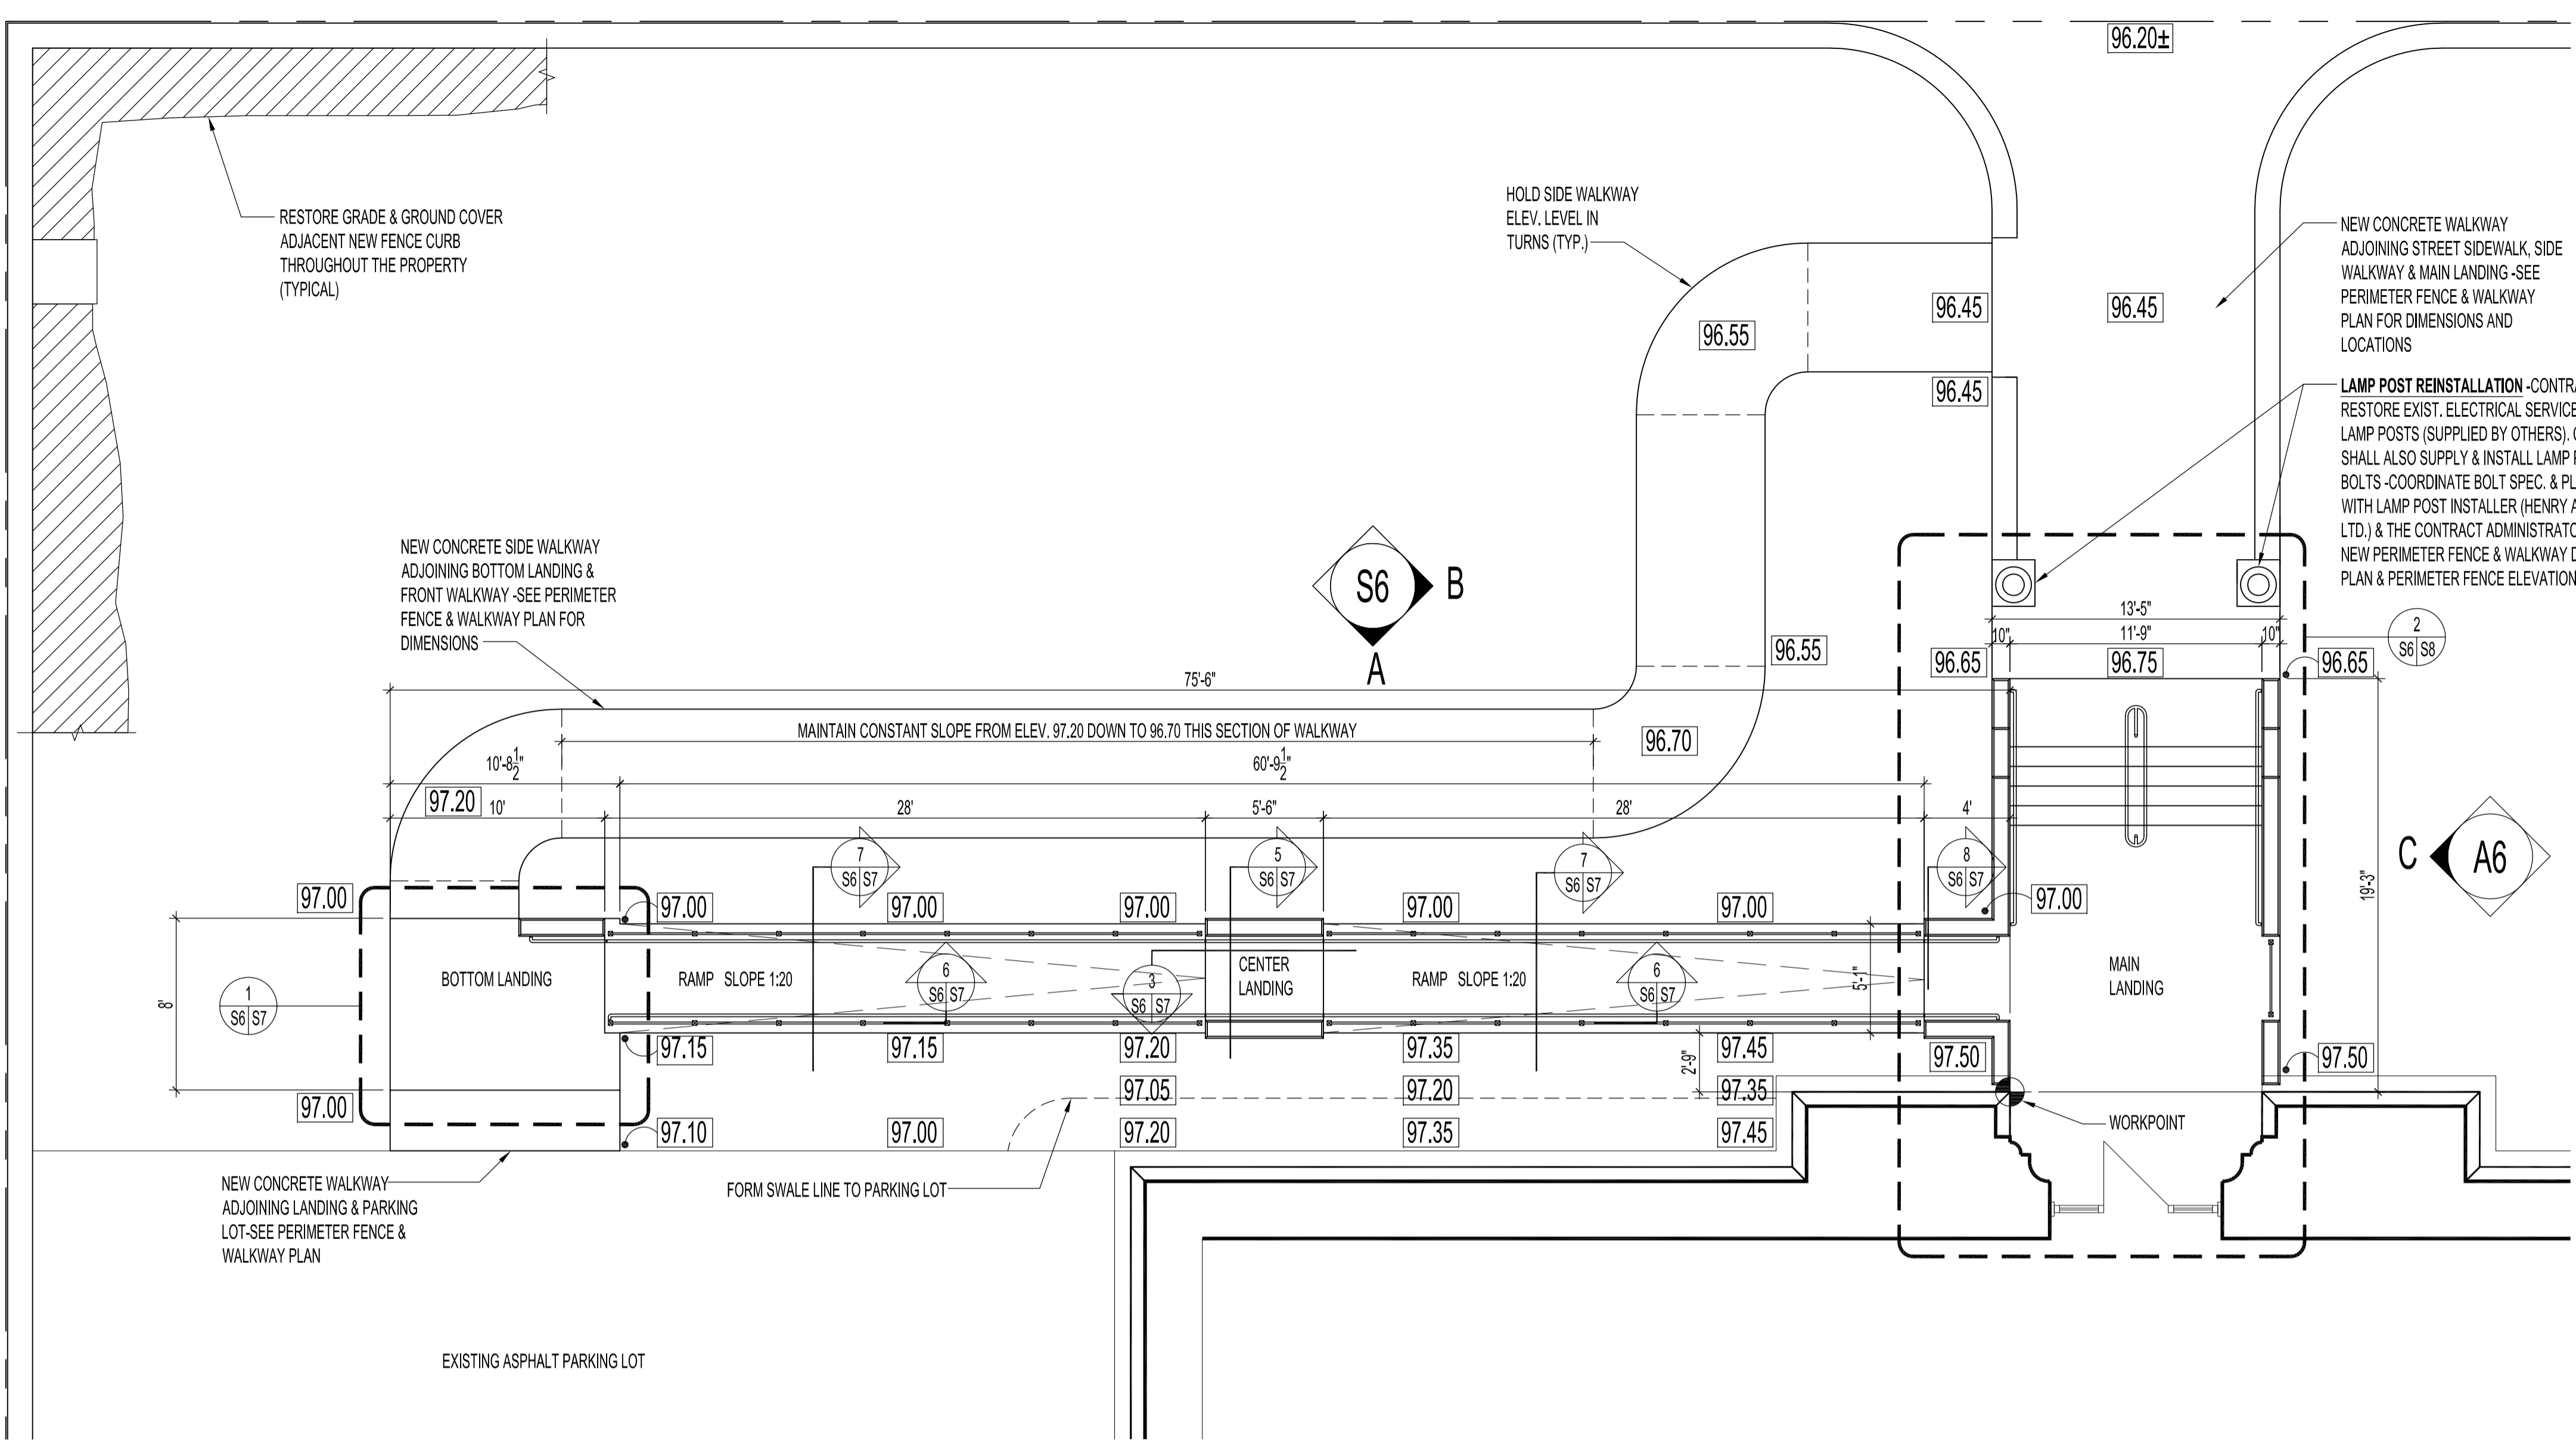 96.20±
RESTORE GRADE & GROUND COVER
ADJACENT NEW FENCE CURB
THROUGHOUT THE PROPERTY
(TYPICAL)
HOLD SIDE WALKWAY
ELEV. LEVEL IN
TURNS (TYP.)
NEW CONCRETE WALKWAY
ADJOINING STREET SIDEWALK, SIDE
WALKWAY & MAIN LANDING -SEE
PERIMETER FENCE & WALKWAY
PLAN FOR DIMENSIONS AND
LOCATIONS
96.55
96.45
96.45
96.45
LAMP POST REINSTALLATION -CONTRA
RESTORE EXIST. ELECTRICAL SERVICE
LAMP POSTS (SUPPLIED BY OTHERS).
SHALL ALSO SUPPLY & INSTALL LAMP
BOLTS -COORDINATE BOLT SPEC. & PL
WITH LAMP POST INSTALLER (HENRY A
LTD.) & THE CONTRACT ADMINISTRATO
NEW PERIMETER FENCE & WALKWAY D
PLAN & PERIMETER FENCE ELEVATION
NEW CONCRETE SIDE WALKWAY
ADJOINING BOTTOM LANDING &
FRONT WALKWAY -SEE PERIMETER
FENCE & WALKWAY PLAN FOR
DIMENSIONS
S6
B
A
13'-5"
10"
11'-9"
10"
2
S6 S8
96.55
96.65
96.75
96.65
75'-6"
MAINTAIN CONSTANT SLOPE FROM ELEV. 97.20 DOWN TO 96.70 THIS SECTION OF WALKWAY
96.70
10'-8 1/2"
60'-9 1/2"
97.20
10'
28'
5'-6"
28'
4'
7
S6 S7
5
S6 S7
7
S6 S7
8
S6 S7
C
A6
19'-3"
97.00
97.00
97.00
97.00
97.00
97.00
97.00
BOTTOM LANDING
RAMP SLOPE 1:20
6
S6 S7
3
S6 S7
CENTER
LANDING
RAMP SLOPE 1:20
6
S6 S7
5'-1"
MAIN
LANDING
1
S6 S7
8'
97.15
97.15
97.20
97.35
2'-9"
97.45
97.50
97.50
97.00
97.05
97.20
97.35
97.10
97.00
97.20
97.35
97.45
WORKPOINT
NEW CONCRETE WALKWAY
ADJOINING LANDING & PARKING
LOT-SEE PERIMETER FENCE &
WALKWAY PLAN
FORM SWALE LINE TO PARKING LOT
EXISTING ASPHALT PARKING LOT